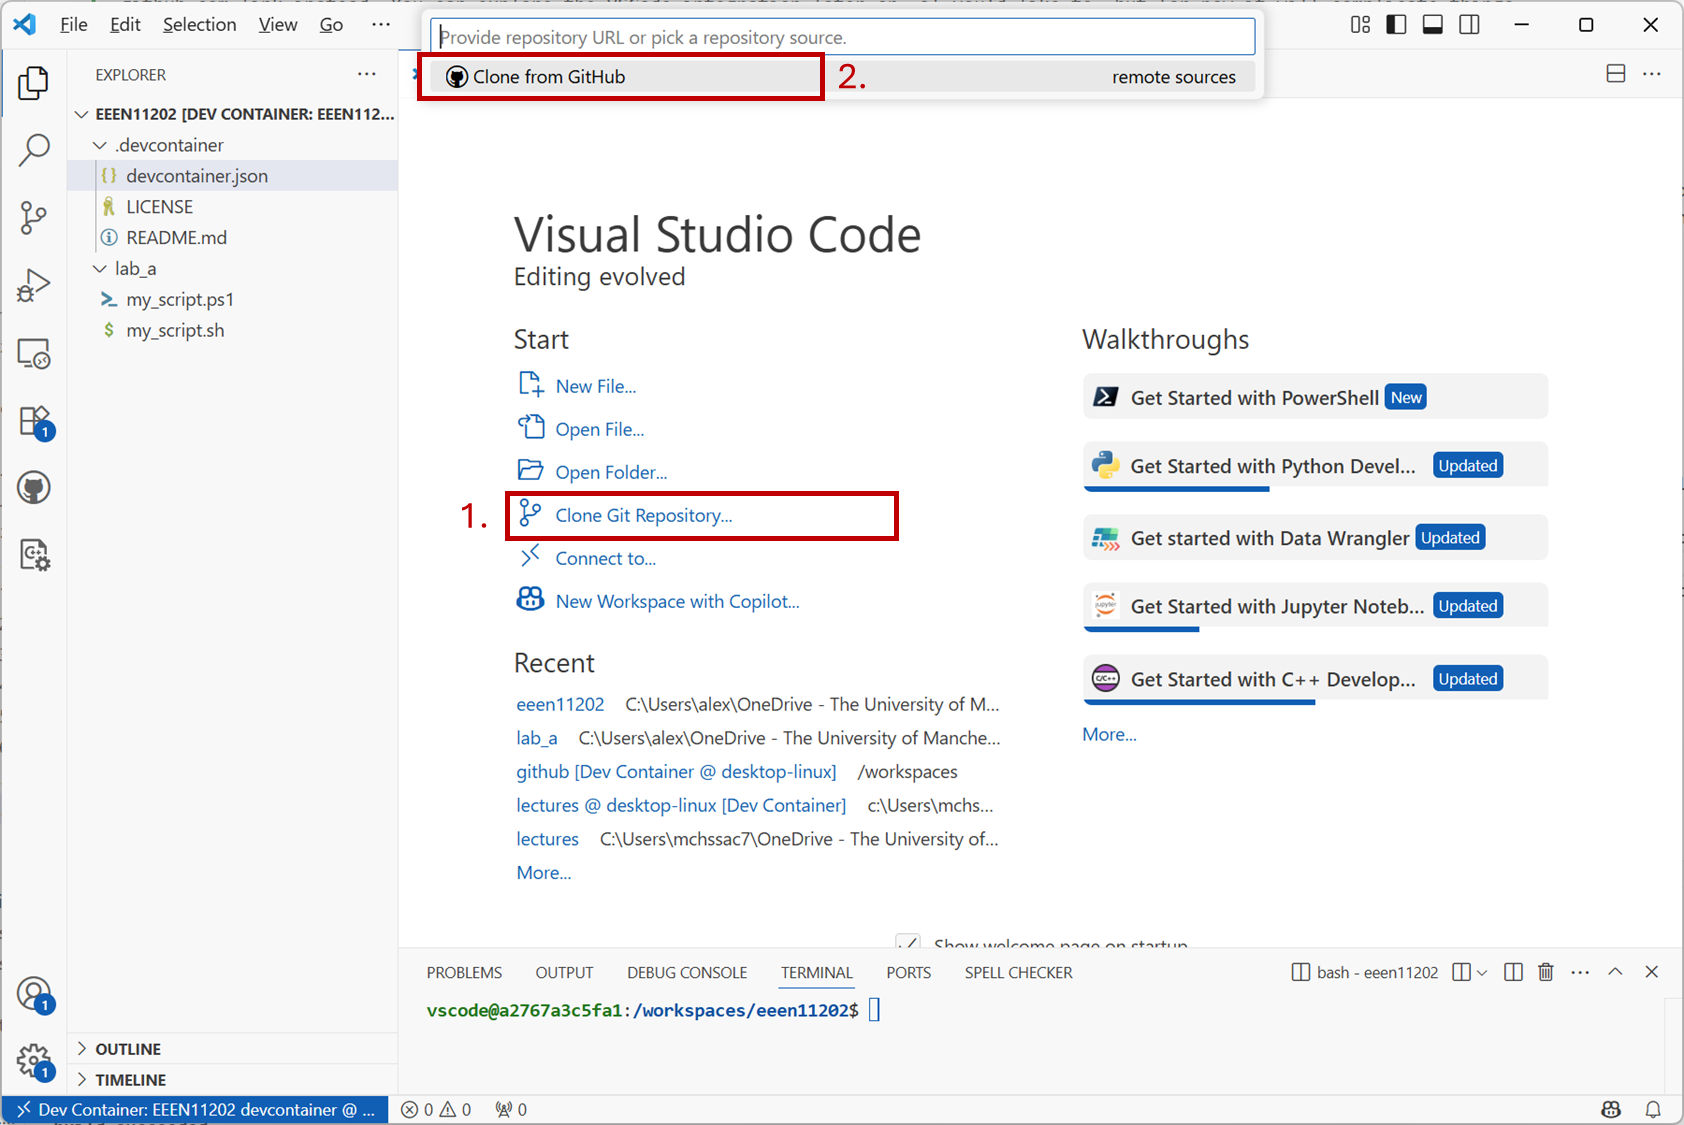 File Edit Selection View Go ···
Provide repository URL or pick a repository source.
Clone from GitHub
remote sources
2.
EXPLORER
EEEN11202 [DEV CONTAINER: EEEN112...
.devcontainer
{} devcontainer.json
LICENSE
README.md
lab_a
my_script.ps1
$ my_script.sh
Visual Studio Code
Editing evolved
Start
New File...
Open File...
Open Folder...
1.
Clone Git Repository...
Connect to...
New Workspace with Copilot...
Recent
eeen11202 C:\Users\alex\OneDrive - The University of M...
lab_a C:\Users\alex\OneDrive - The University of Manche...
github [Dev Container @ desktop-linux] /workspaces
lectures @ desktop-linux [Dev Container] c:\Users\mchs...
lectures C:\Users\mchssac7\OneDrive - The University of...
More...
Walkthroughs
Get Started with PowerShell New
Get Started with Python Devel... Updated
Get started with Data Wrangler Updated
Get Started with Jupyter Noteb... Updated
Get Started with C++ Develop... Updated
More...
Show welcome page on startup
PROBLEMS OUTPUT DEBUG CONSOLE TERMINAL PORTS SPELL CHECKER
bash - eeen11202
vscode@a2767a3c5fa1:/workspaces/eeen11202$
1
1
1
OUTLINE
TIMELINE
Dev Container: EEEN11202 devcontainer @ ...
0 0 0